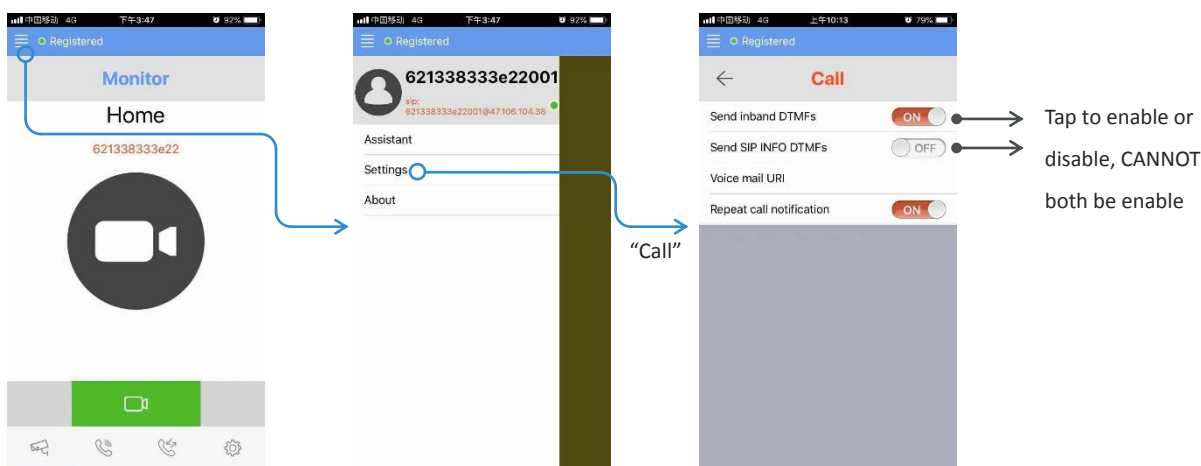 中国移动 4G 下午3:47 92%
Registered
Monitor
Home
621338333e22
中国移动 4G 下午3:47 92%
Registered
621338333e22001
sip:
621338333e22001@47.106.104.38
Assistant
Settings
About
“Call”
中国移动 4G 上午10:13 79%
Registered
Call
Send inband DTMFs ON
Send SIP INFO DTMFs OFF
Voice mail URI
Repeat call notification ON
Tap to enable or
disable, CANNOT
both be enable